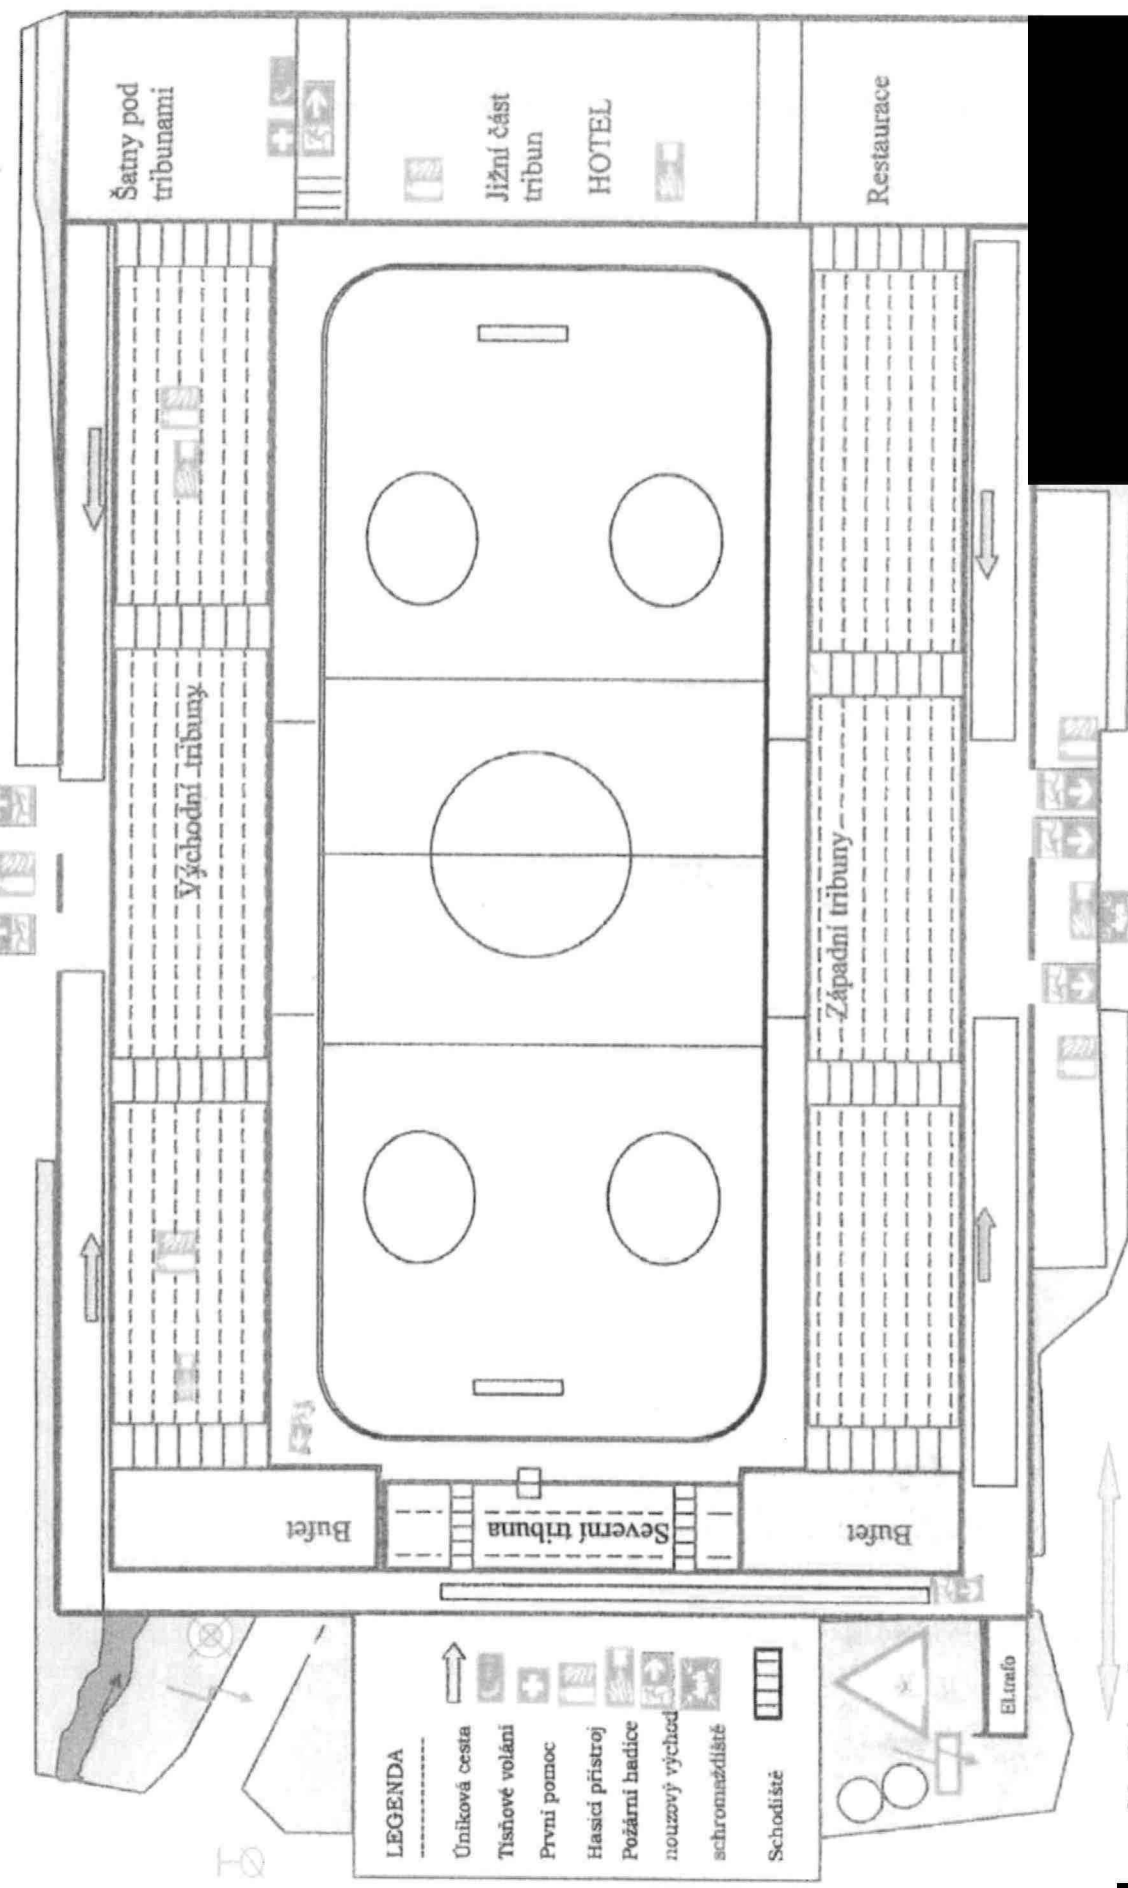 Šatny pod
tribunami
Jižní část
tribun
HOTEL
Restaurace
Východní tribuny
Západní tribuny
Bufet
Severní tribuna
Bufet
LEGENDA
Úniková cesta
Tísňové volání
První pomoc
Hasicí přístroj
Požární hadice
nouzový východ
schromaždiště
Schodiště
El.trafo